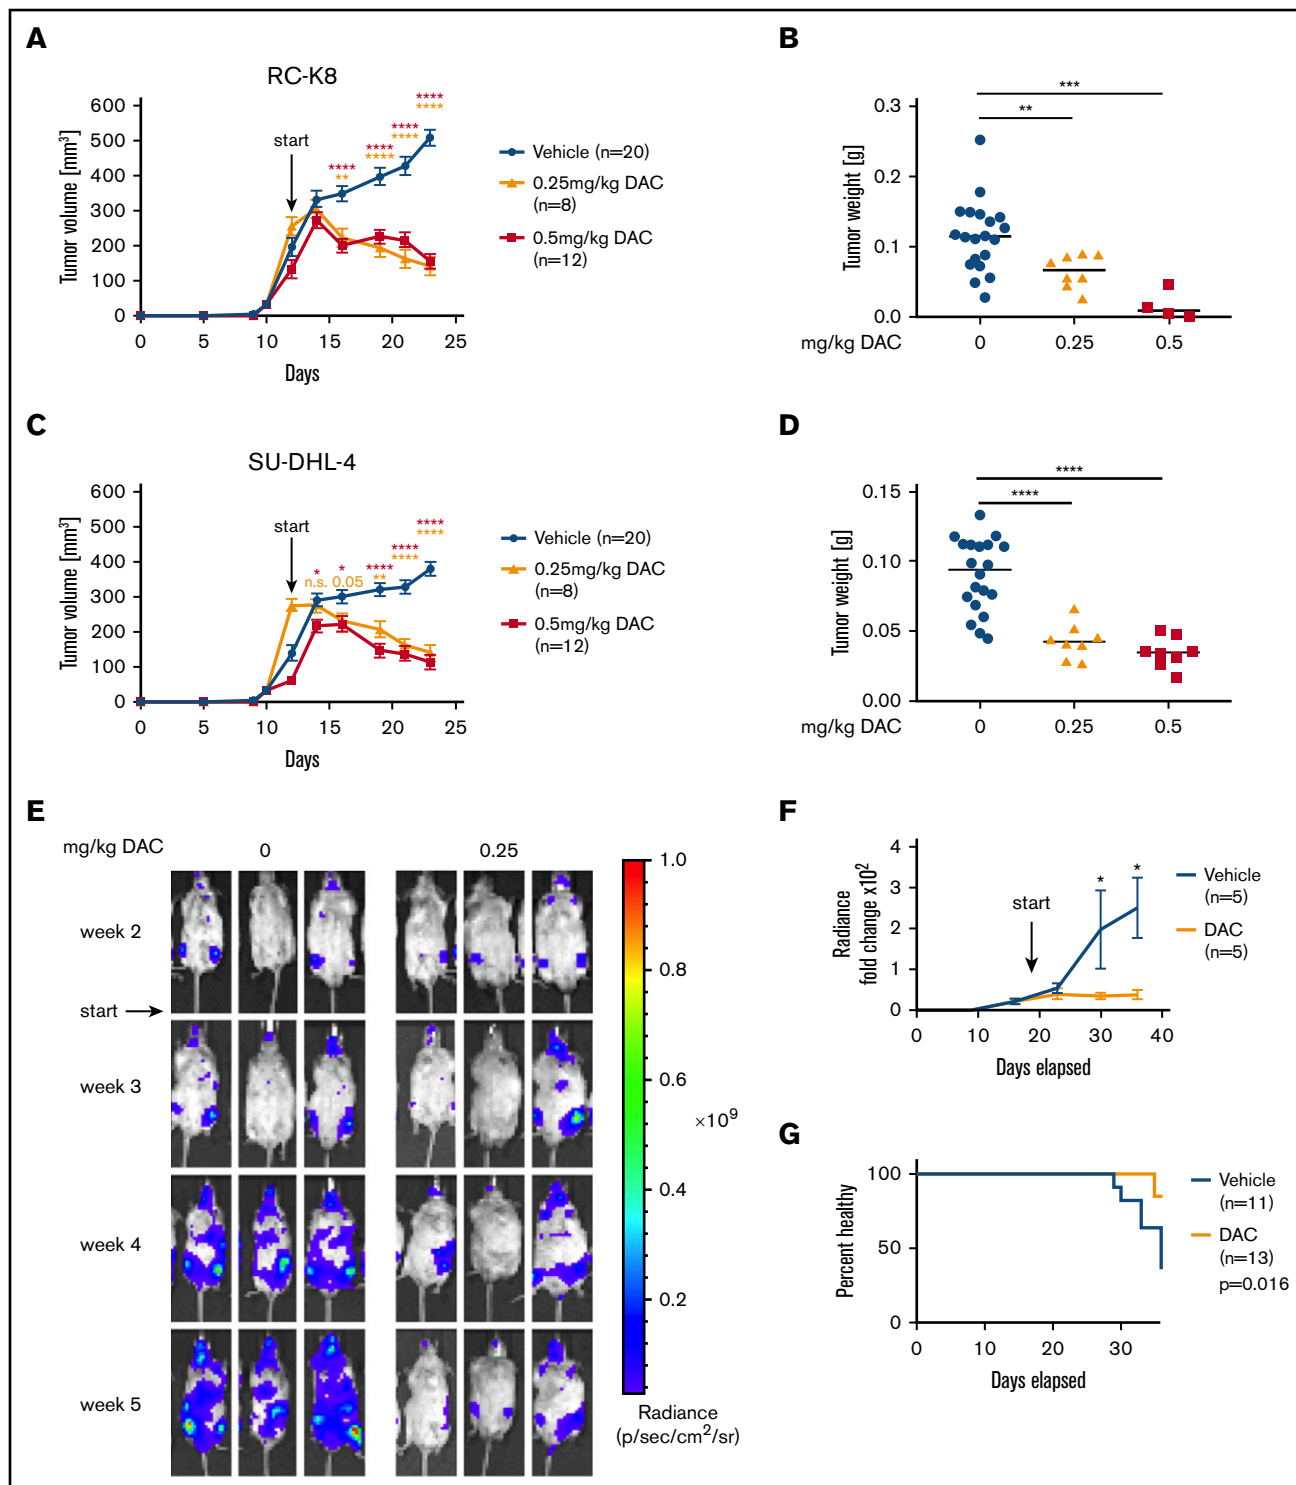 A
RC-K8
Tumor volume [mm³]
600
500
400
300
200
100
0
start
****
**
****
****
****
****
****
****
0
5
10
15
20
25
Days
Vehicle (n=20)
0.25mg/kg DAC
(n=8)
0.5mg/kg DAC
(n=12)
B
Tumor weight [g]
0.3
0.2
0.1
0.0
***
**
mg/kg DAC
0
0.25
0.5
C
SU-DHL-4
Tumor volume [mm³]
600
500
400
300
200
100
0
start
*
n.s.
*
0.05
****
**
****
****
****
****
0
5
10
15
20
25
Days
Vehicle (n=20)
0.25mg/kg DAC
(n=8)
0.5mg/kg DAC
(n=12)
D
Tumor weight [g]
0.15
0.10
0.05
0.00
****
****
mg/kg DAC
0
0.25
0.5
E
mg/kg DAC
0
0.25
week 2
start
week 3
week 4
week 5
1.0
0.8
0.6
0.4
0.2
×10⁹
Radiance
(p/sec/cm²/sr)
F
Radiance
fold change x10²
4
3
2
1
0
start
*
*
0
10
20
30
40
Days elapsed
Vehicle
(n=5)
DAC
(n=5)
G
Percent healthy
100
50
0
0
10
20
30
Days elapsed
Vehicle
(n=11)
DAC
(n=13)
p=0.016